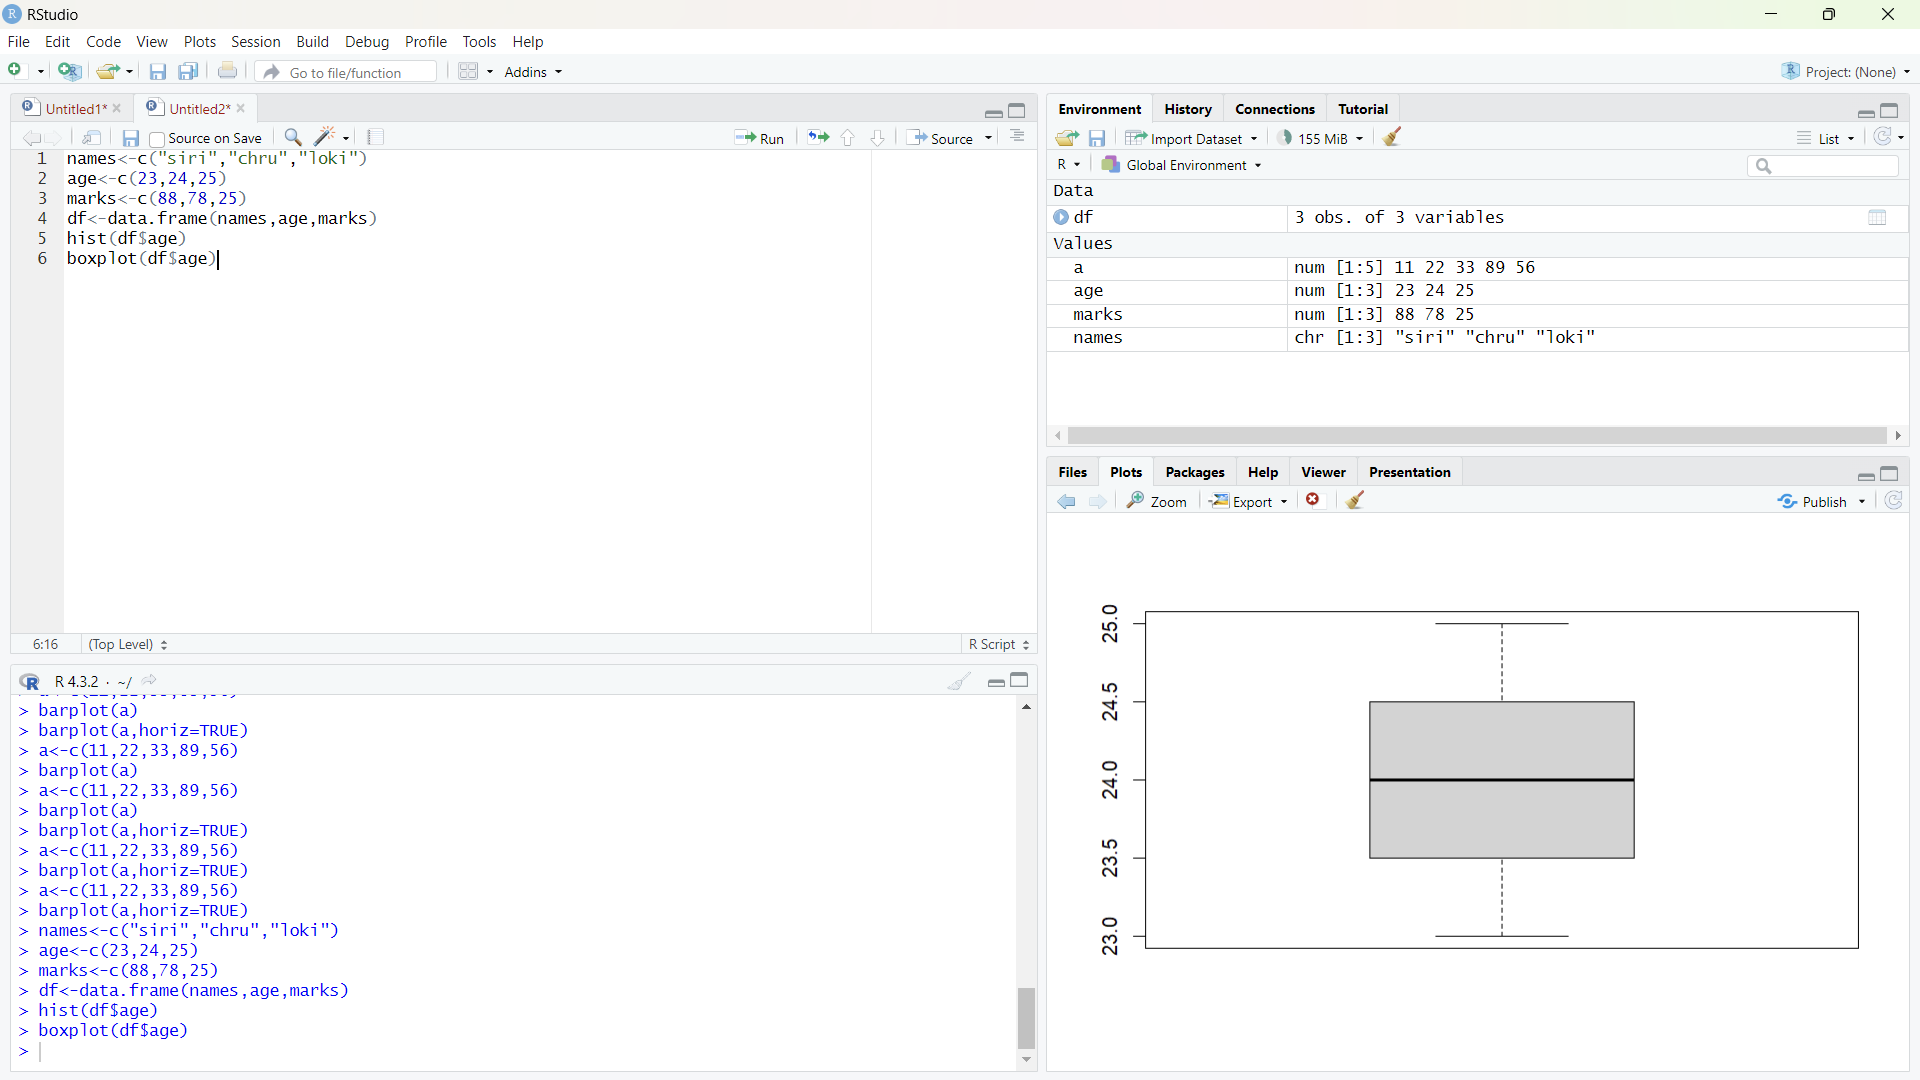 RStudio
File Edit Code View Plots Session Build Debug Profile Tools Help
Go to file/function Addins Project: (None)
Untitled1* Untitled2*
Source on Save Run Source
1 names<-c("siri","chru","loki")
2 age<-c(23,24,25)
3 marks<-c(88,78,25)
4 df<-data.frame(names,age,marks)
5 hist(df$age)
6 boxplot(df$age)
6:16 (Top Level) R Script
R 4.3.2 · ~/
> barplot(a)
> barplot(a,horiz=TRUE)
> a<-c(11,22,33,89,56)
> barplot(a)
> a<-c(11,22,33,89,56)
> barplot(a)
> barplot(a,horiz=TRUE)
> a<-c(11,22,33,89,56)
> barplot(a,horiz=TRUE)
> a<-c(11,22,33,89,56)
> barplot(a,horiz=TRUE)
> names<-c("siri","chru","loki")
> age<-c(23,24,25)
> marks<-c(88,78,25)
> df<-data.frame(names,age,marks)
> hist(df$age)
> boxplot(df$age)
>
Environment History Connections Tutorial
Import Dataset 155 MiB List
R Global Environment
Data
df 3 obs. of 3 variables
Values
a num [1:5] 11 22 33 89 56
age num [1:3] 23 24 25
marks num [1:3] 88 78 25
names chr [1:3] "siri" "chru" "loki"
Files Plots Packages Help Viewer Presentation
Zoom Export Publish
25.0
24.5
24.0
23.5
23.0